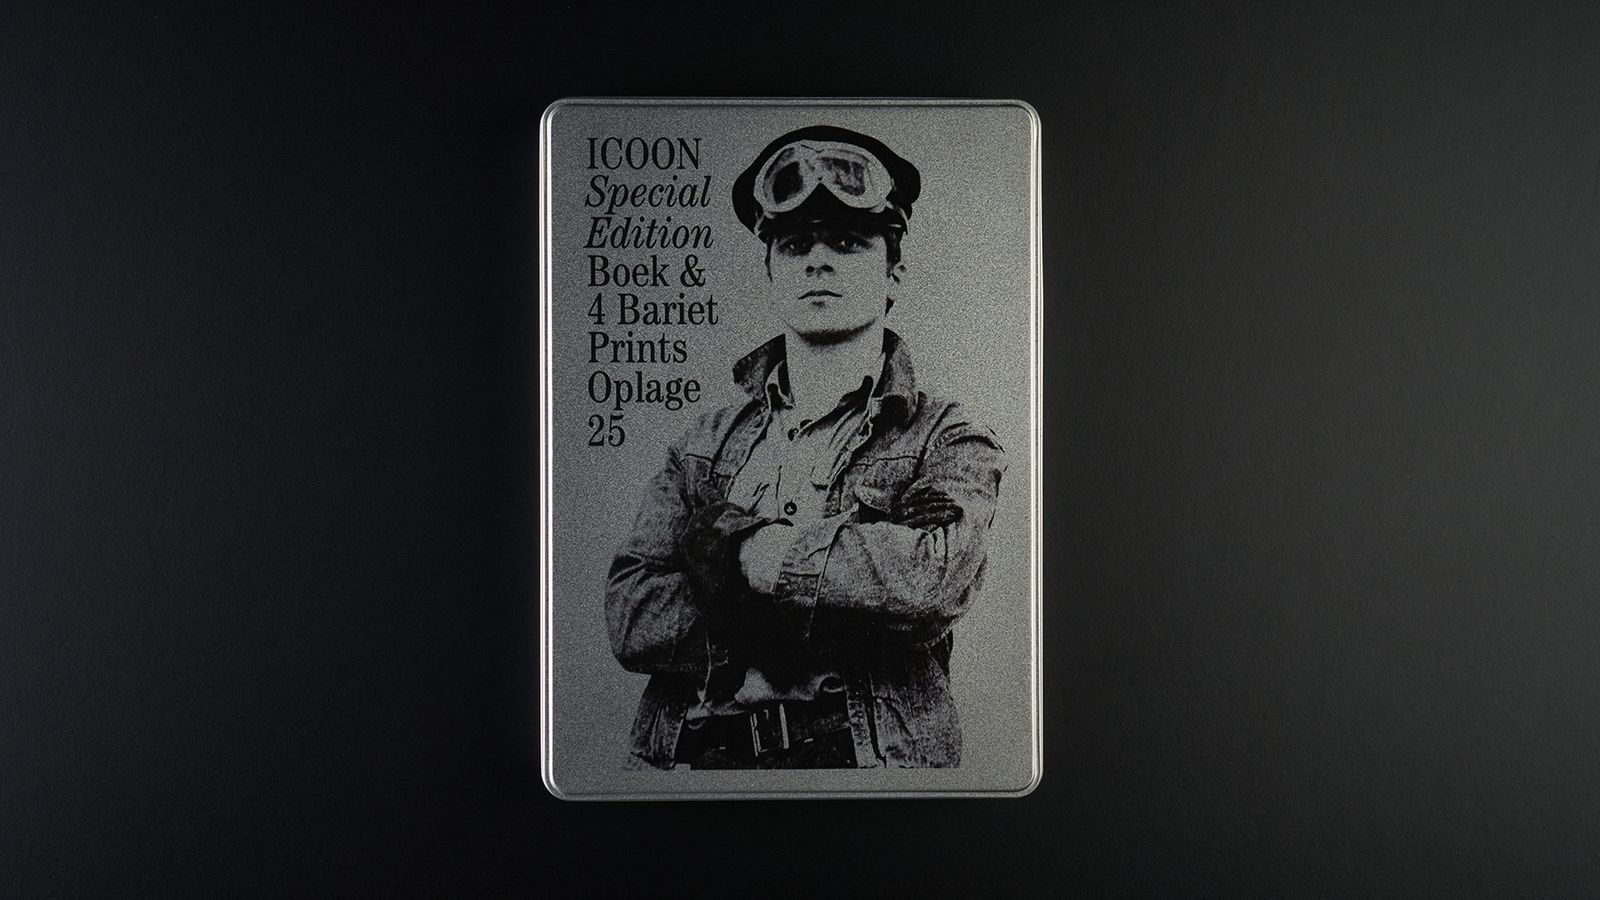 ICOON
Special
Edition
Boek &
4 Bariet
Prints
Oplage
25